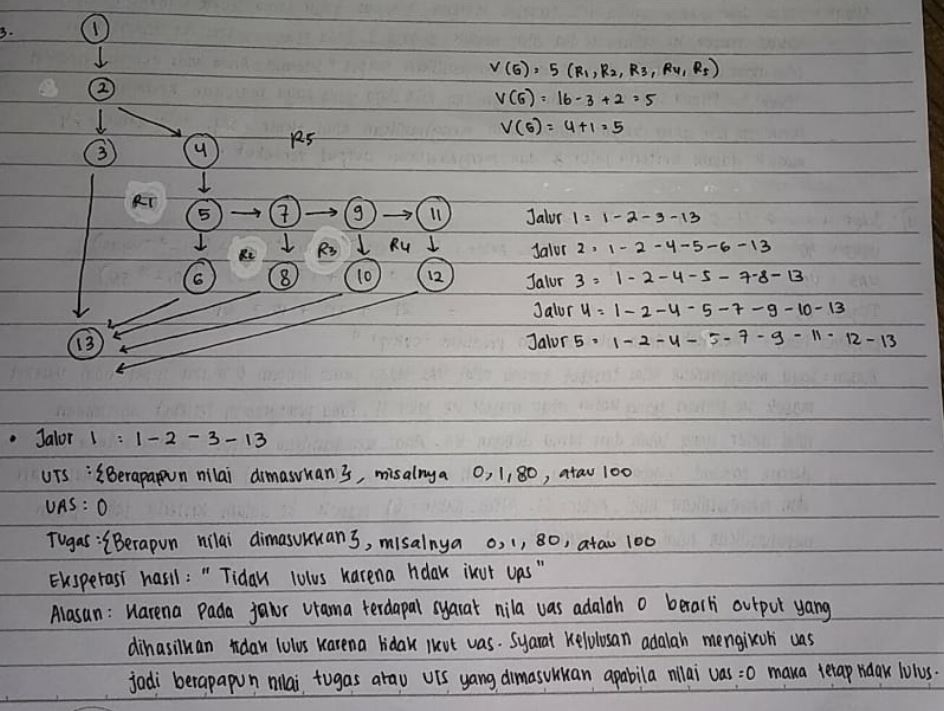 3.
1
2
3
4
R5
R1
5
7
9
11
R2
R3
R4
6
8
10
12
13
V(G) = 5 (R1, R2, R3, R4, R5)
V(G) = 16 - 3 + 2 = 5
V(G) = 4 + 1 = 5
Jalur 1 = 1 - 2 - 3 - 13
Jalur 2 = 1 - 2 - 4 - 5 - 6 - 13
Jalur 3 = 1 - 2 - 4 - 5 - 7 - 8 - 13
Jalur 4 = 1 - 2 - 4 - 5 - 7 - 9 - 10 - 13
Jalur 5 = 1 - 2 - 4 - 5 - 7 - 9 - 11 - 12 - 13
• Jalur 1 : 1 - 2 - 3 - 13
UTS : {Berapapun nilai dimasukan}, misalnya 0, 1, 80, atau 100
UAS : 0
Tugas : {Berapun nilai dimasukkan}, misalnya 0, 1, 80, atau 100
Ekspetasi hasil : " Tidak lulus karena tidak ikut uas "
Alasan : Karena Pada jalur utama terdapat syarat nila uas adalah 0 berarti output yang
dihasilkan tidak lulus karena tidak ikut uas. Syarat kelulusan adalah mengikuti uas
jadi berapapun nilai tugas atau UTS yang dimasukkan apabila nilai uas = 0 maka tetap tidak lulus.